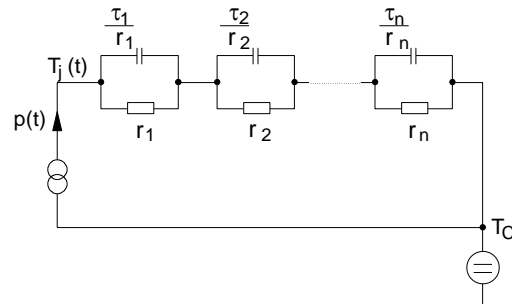 τ1 τ2 τn
r1 r2 rn
Tj(t)
r1 r2 rn
p(t)
TC